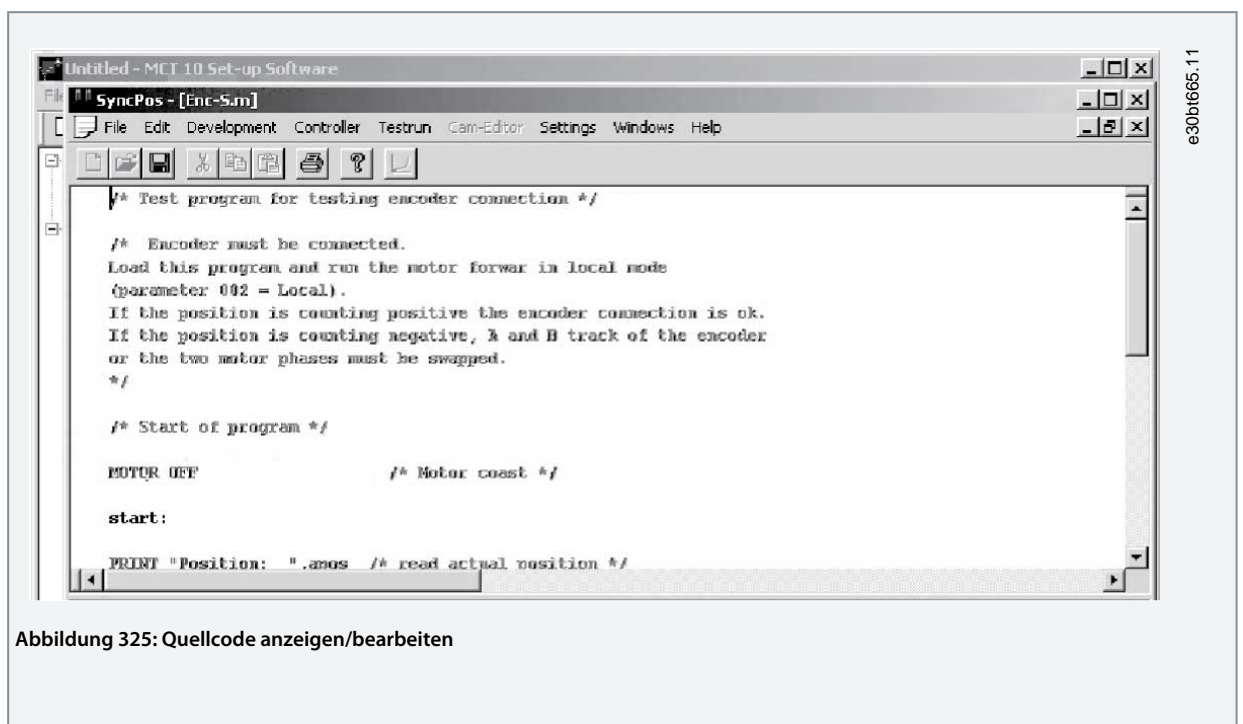 Untitled - MCT 10 Set-up Software
SyncPos - [Enc-S.m]
File Edit Development Controller Testrun Cam-Editor Settings Windows Help
/* Test program for testing encoder connection */
/* Encoder must be connected.
Load this program and run the motor forwar in local mode
(parameter 002 = Local).
If the position is counting positive the encoder connection is ok.
If the position is counting negative, A and B track of the encoder
or the two motor phases must be swapped.
*/
/* Start of program */
MOTOR OFF /* Motor coast */
start:
PRINT "Position: ",apos /* read actual position */
e30bt665.11
Abbildung 325: Quellcode anzeigen/bearbeiten